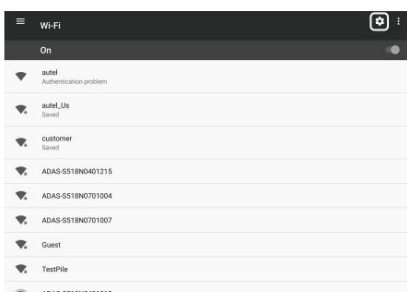 Wi-Fi
On
autel
Authentication problem
autel_Us
Saved
customer
Saved
ADAS-S518N0401215
ADAS-S518N0701004
ADAS-S518N0701007
Guest
TestPile